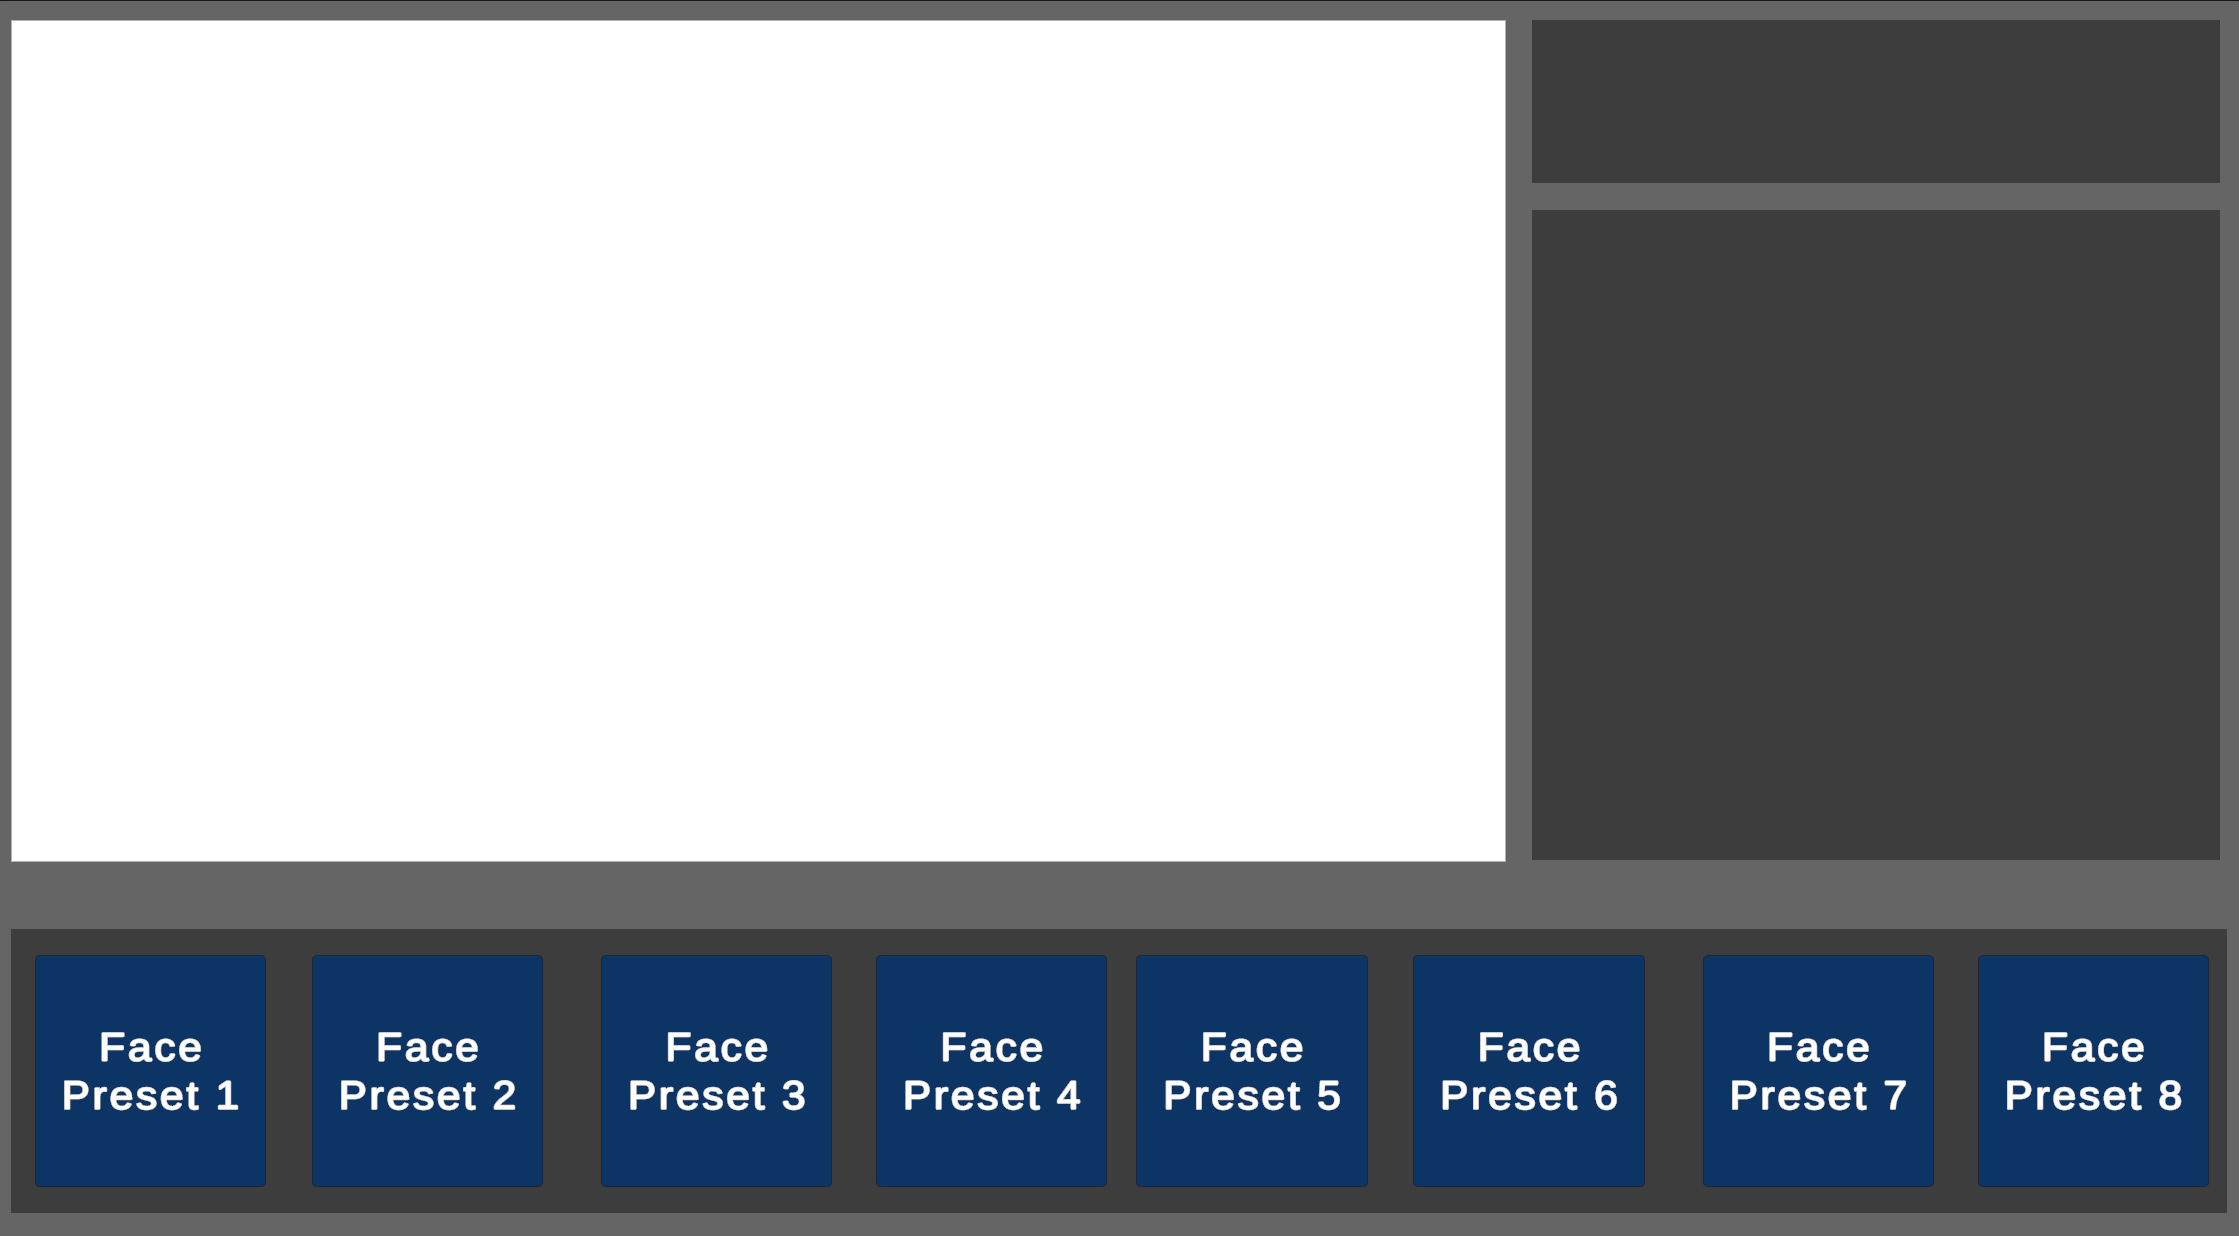 Face
Preset 1
Face
Preset 2
Face
Preset 3
Face
Preset 4
Face
Preset 5
Face
Preset 6
Face
Preset 7
Face
Preset 8